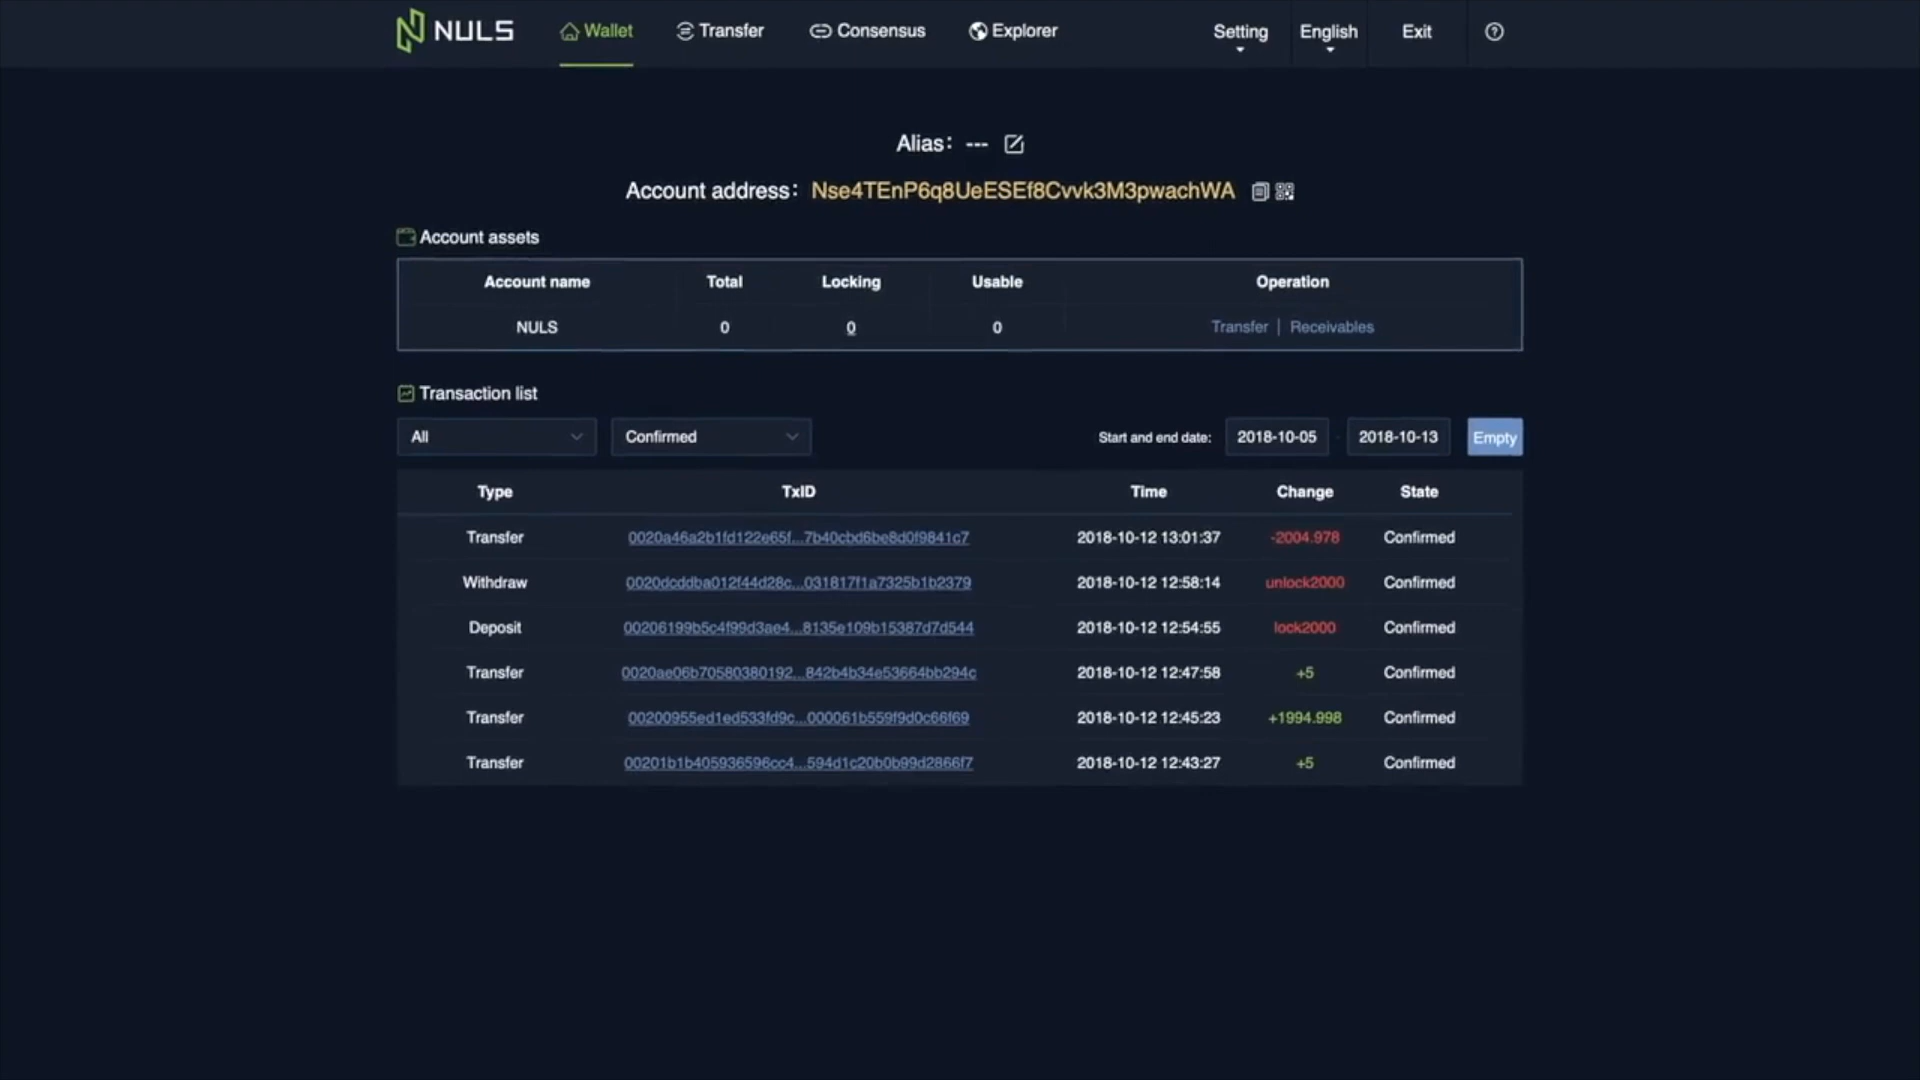 NULS Wallet Transfer Consensus Explorer Setting English Exit
Alias: ---
Account address: Nse4TEnP6q8UeESEf8Cvvk3M3pwachWA
Account assets
Account name Total Locking Usable Operation
NULS 0 0 0 Transfer | Receivables
Transaction list
All Confirmed Start and end date: 2018-10-05 - 2018-10-13 Empty
Type TxID Time Change State
Transfer 0020a46a2b1fd122e65f...7b40cbd6be8d0f9841c7 2018-10-12 13:01:37 -2004.978 Confirmed
Withdraw 0020dcddba012f44d28c...031817f1a7325b1b2379 2018-10-12 12:58:14 unlock2000 Confirmed
Deposit 00206199b5c4f99d3ae4...8135e109b15387d7d544 2018-10-12 12:54:55 lock2000 Confirmed
Transfer 0020ae06b70580380192...842b4b34e53664bb294c 2018-10-12 12:47:58 +5 Confirmed
Transfer 00200955ed1ed533fd9c...000061b559f9d0c66f69 2018-10-12 12:45:23 +1994.998 Confirmed
Transfer 00201b1b405936596cc4...594d1c20b0b99d2866f7 2018-10-12 12:43:27 +5 Confirmed